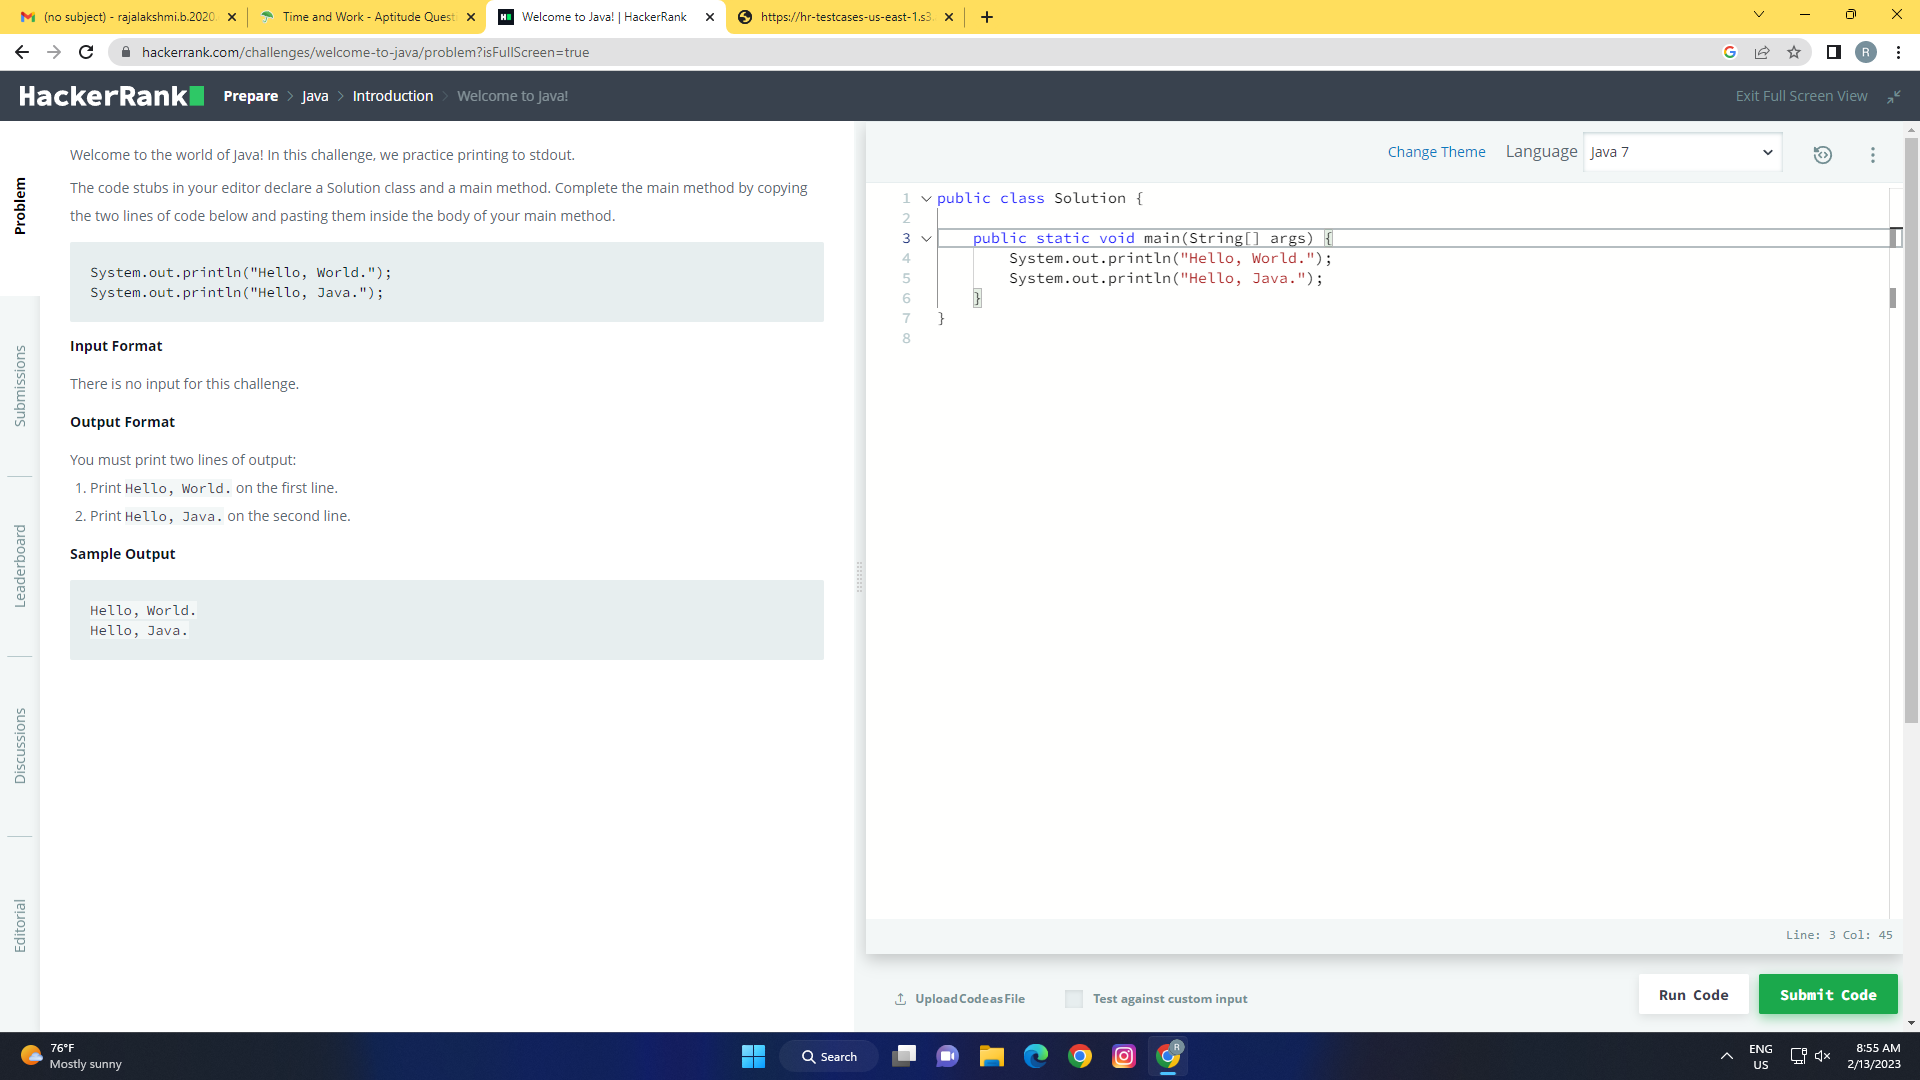 (no subject) - rajalakshmi.b.2020
Time and Work - Aptitude Quest
Welcome to Java! | HackerRank
https://hr-testcases-us-east-1.s3.
hackerrank.com/challenges/welcome-to-java/problem?isFullScreen=true
R
HackerRank
Prepare > Java > Introduction > Welcome to Java!
Exit Full Screen View
Problem
Submissions
Leaderboard
Discussions
Editorial
Welcome to the world of Java! In this challenge, we practice printing to stdout.
The code stubs in your editor declare a Solution class and a main method. Complete the main method by copying
the two lines of code below and pasting them inside the body of your main method.
System.out.println("Hello, World.");
System.out.println("Hello, Java.");
Input Format
There is no input for this challenge.
Output Format
You must print two lines of output:
1. Print Hello, World. on the first line.
2. Print Hello, Java. on the second line.
Sample Output
Hello, World.
Hello, Java.
Change Theme Language Java 7
1 public class Solution {
2
3 public static void main(String[] args) {
4 System.out.println("Hello, World.");
5 System.out.println("Hello, Java.");
6 }
7 }
8
Line: 3 Col: 45
Upload Code as File
Test against custom input
Run Code
Submit Code
76°F
Mostly sunny
Search
R
ENG
US
8:55 AM
2/13/2023